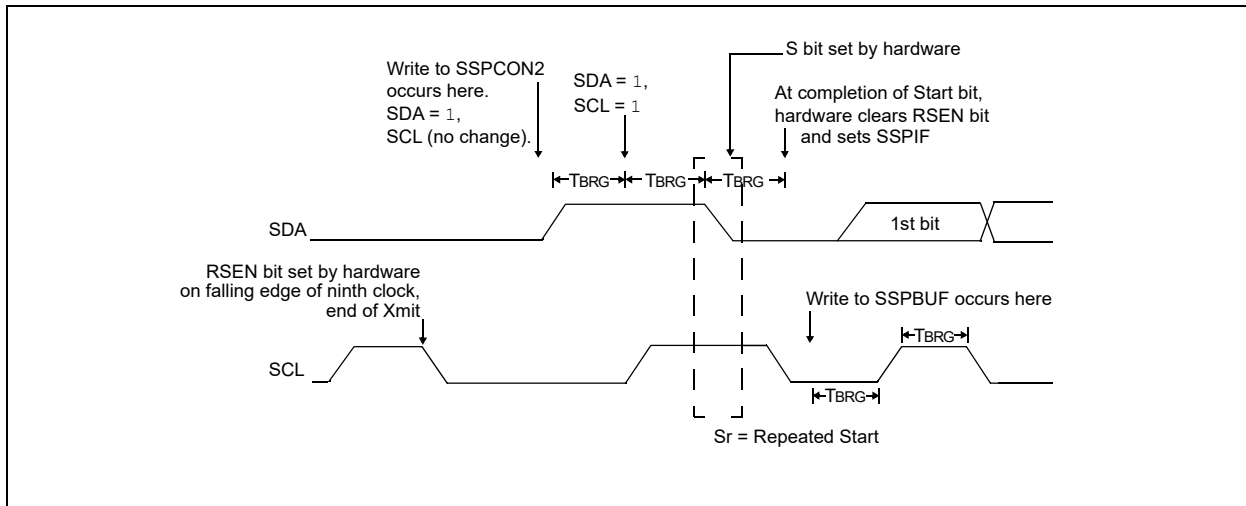 S bit set by hardware
Write to SSPCON2
occurs here.
SDA = 1,
SCL (no change).
SDA = 1,
SCL = 1
At completion of Start bit,
hardware clears RSEN bit
and sets SSPIF
TBRG
TBRG
TBRG
SDA
1st bit
RSEN bit set by hardware
on falling edge of ninth clock,
end of Xmit
Write to SSPBUF occurs here
TBRG
SCL
TBRG
Sr = Repeated Start